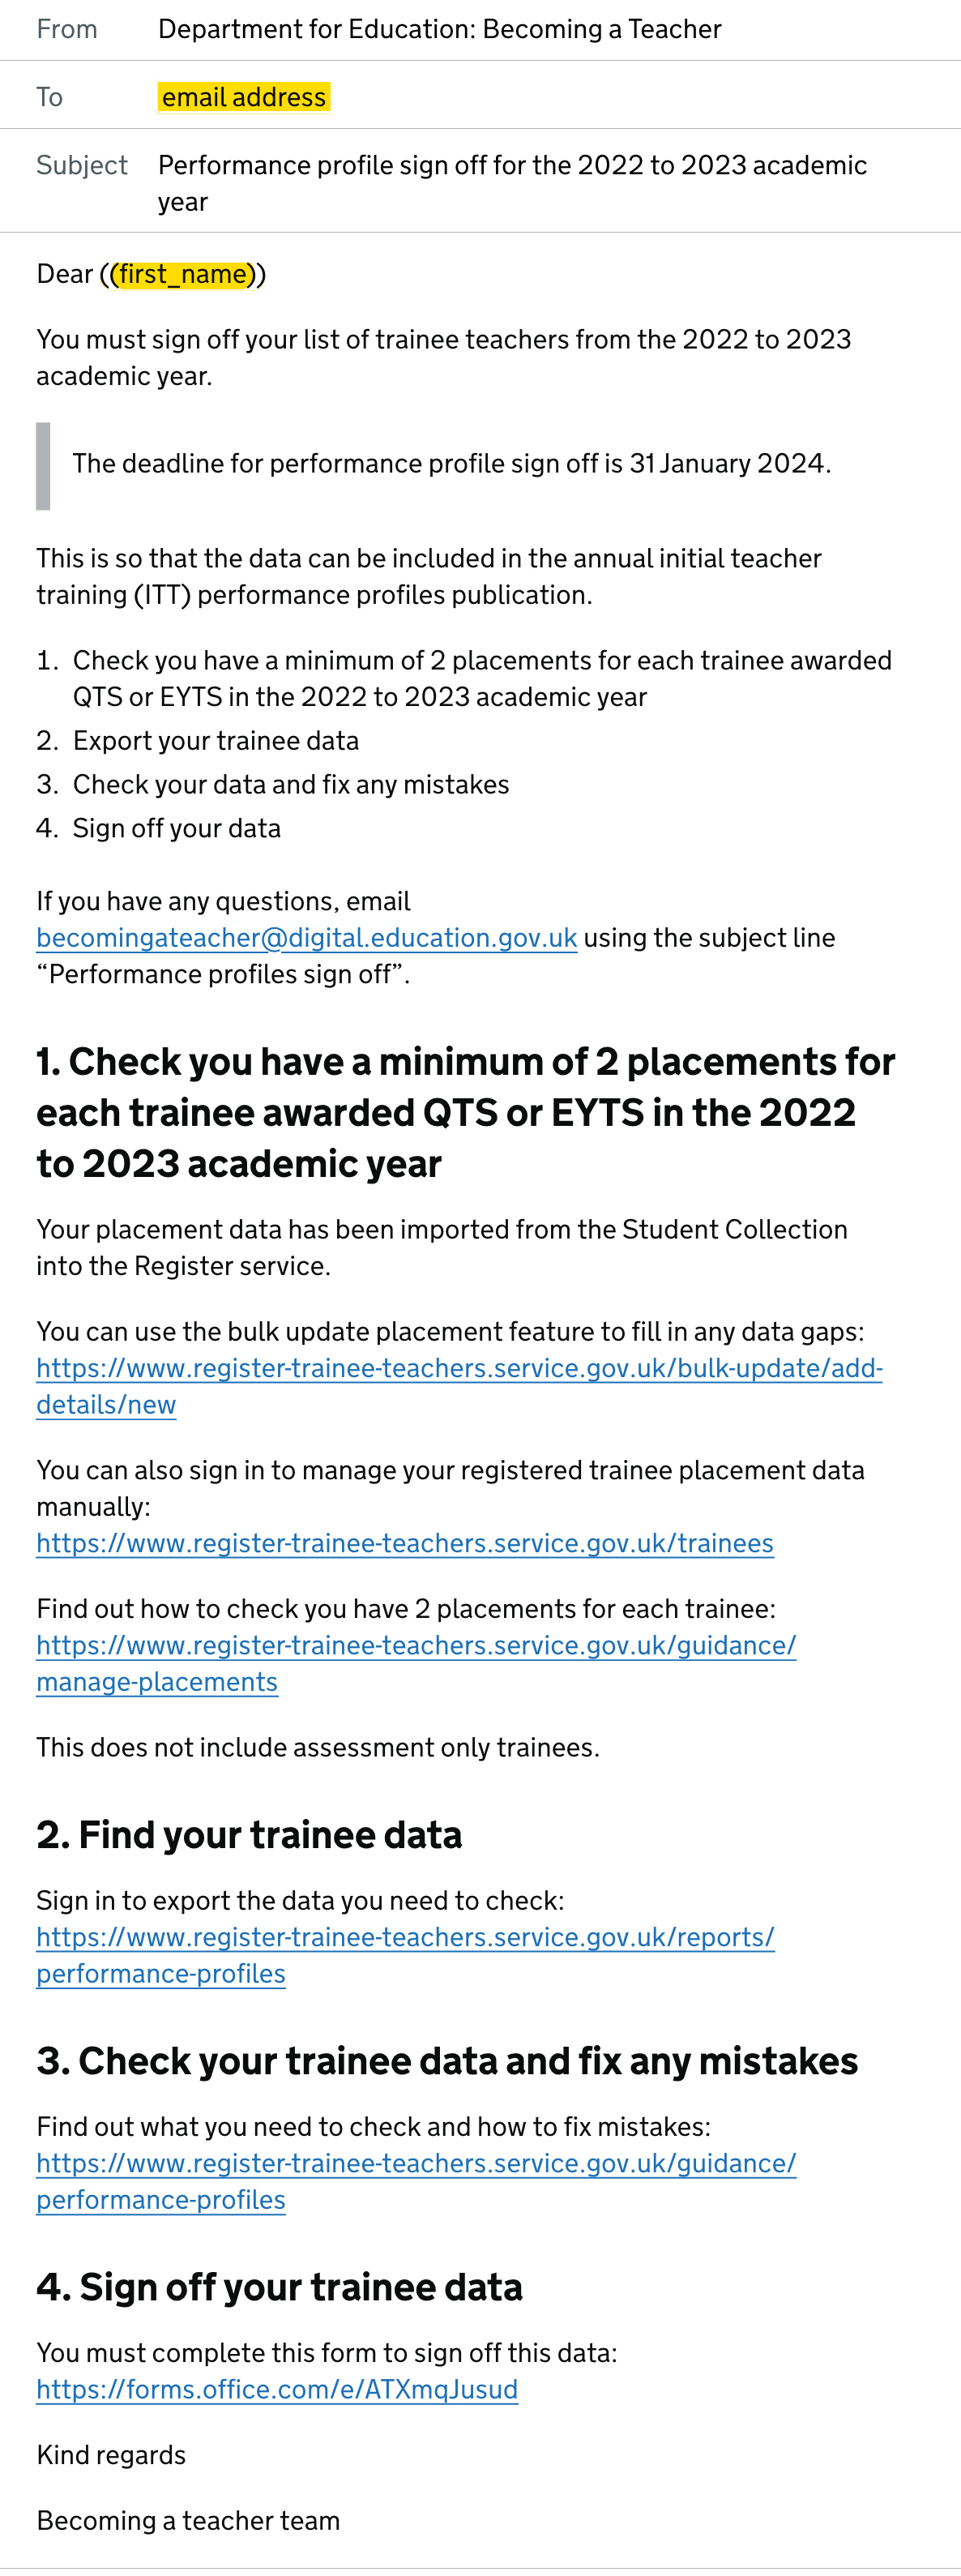 From Department for Education: Becoming a Teacher
To email address
Subject Performance profile sign off for the 2022 to 2023 academic
year
Dear ((first_name))
You must sign off your list of trainee teachers from the 2022 to 2023
academic year.
The deadline for performance profile sign off is 31 January 2024.
This is so that the data can be included in the annual initial teacher
training (ITT) performance profiles publication.
1. Check you have a minimum of 2 placements for each trainee awarded
QTS or EYTS in the 2022 to 2023 academic year
2. Export your trainee data
3. Check your data and fix any mistakes
4. Sign off your data
If you have any questions, email
becomingateacher@digital.education.gov.uk using the subject line
“Performance profiles sign off”.
1. Check you have a minimum of 2 placements for
each trainee awarded QTS or EYTS in the 2022
to 2023 academic year
Your placement data has been imported from the Student Collection
into the Register service.
You can use the bulk update placement feature to fill in any data gaps:
https://www.register-trainee-teachers.service.gov.uk/bulk-update/add-
details/new
You can also sign in to manage your registered trainee placement data
manually:
https://www.register-trainee-teachers.service.gov.uk/trainees
Find out how to check you have 2 placements for each trainee:
https://www.register-trainee-teachers.service.gov.uk/guidance/
manage-placements
This does not include assessment only trainees.
2. Find your trainee data
Sign in to export the data you need to check:
https://www.register-trainee-teachers.service.gov.uk/reports/
performance-profiles
3. Check your trainee data and fix any mistakes
Find out what you need to check and how to fix mistakes:
https://www.register-trainee-teachers.service.gov.uk/guidance/
performance-profiles
4. Sign off your trainee data
You must complete this form to sign off this data:
https://forms.office.com/e/ATXmqJusud
Kind regards
Becoming a teacher team